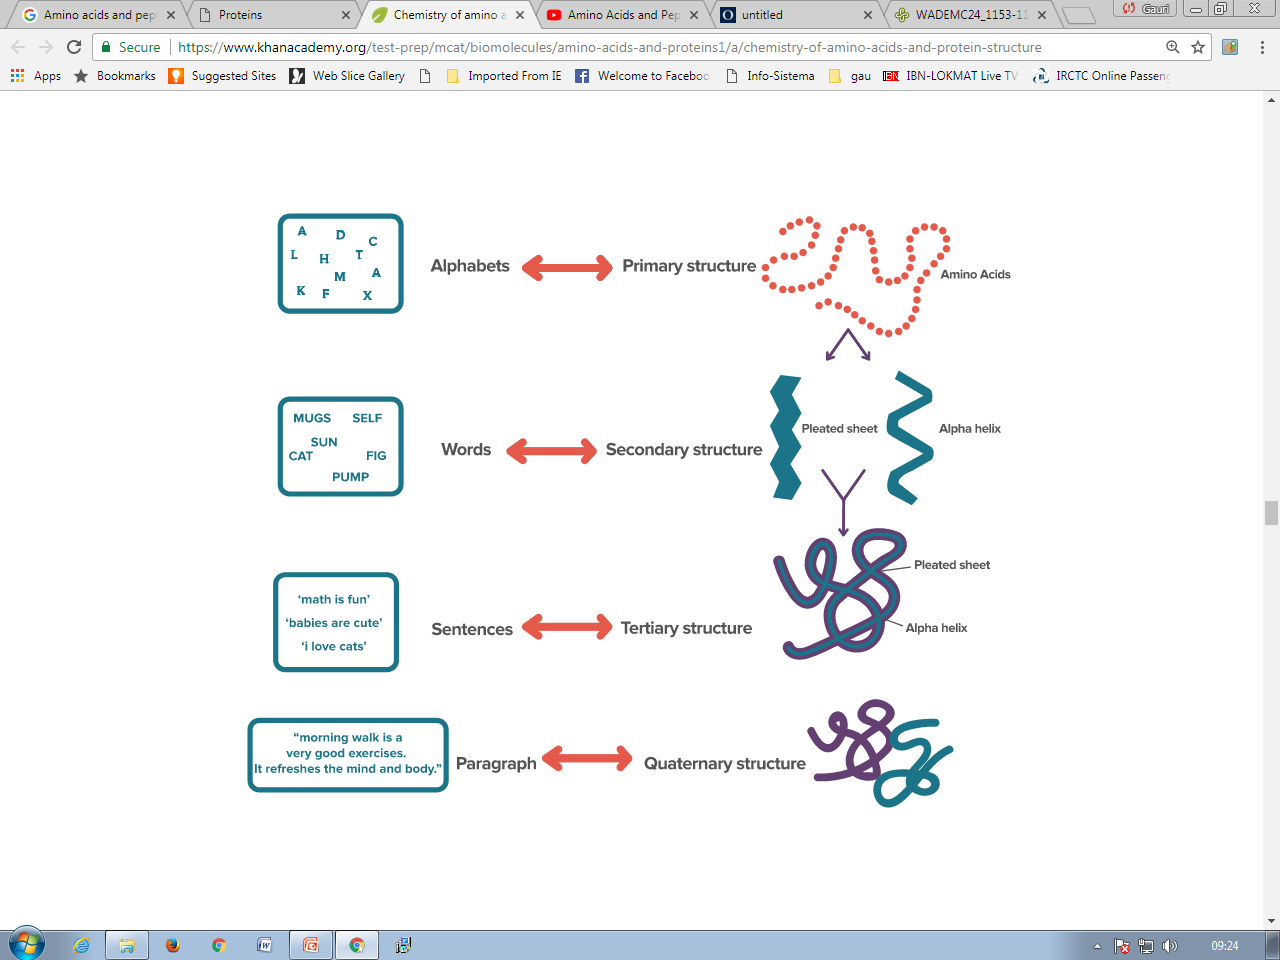 Amino acids and pep
Proteins
Chemistry of amino a
Amino Acids and Pep
untitled
WADEMC24_1153-11
Gauri
Secure
https://www.khanacademy.org/test-prep/mcat/biomolecules/amino-acids-and-proteins1/a/chemistry-of-amino-acids-and-protein-structure
Apps
Bookmarks
Suggested Sites
Web Slice Gallery
Imported From IE
Welcome to Faceboo
Info-Sistema
gau
IBN-LOKMAT Live TV
IRCTC Online Passen
A D C
L H T
M A
K F X
Alphabets
Primary structure
Amino Acids
MUGS SELF
SUN
CAT FIG
PUMP
Words
Secondary structure
Pleated sheet
Alpha helix
'math is fun'
'babies are cute'
'i love cats'
Sentences
Tertiary structure
Pleated sheet
Alpha helix
"morning walk is a
very good exercises.
It refreshes the mind and body."
Paragraph
Quaternary structure
09:24